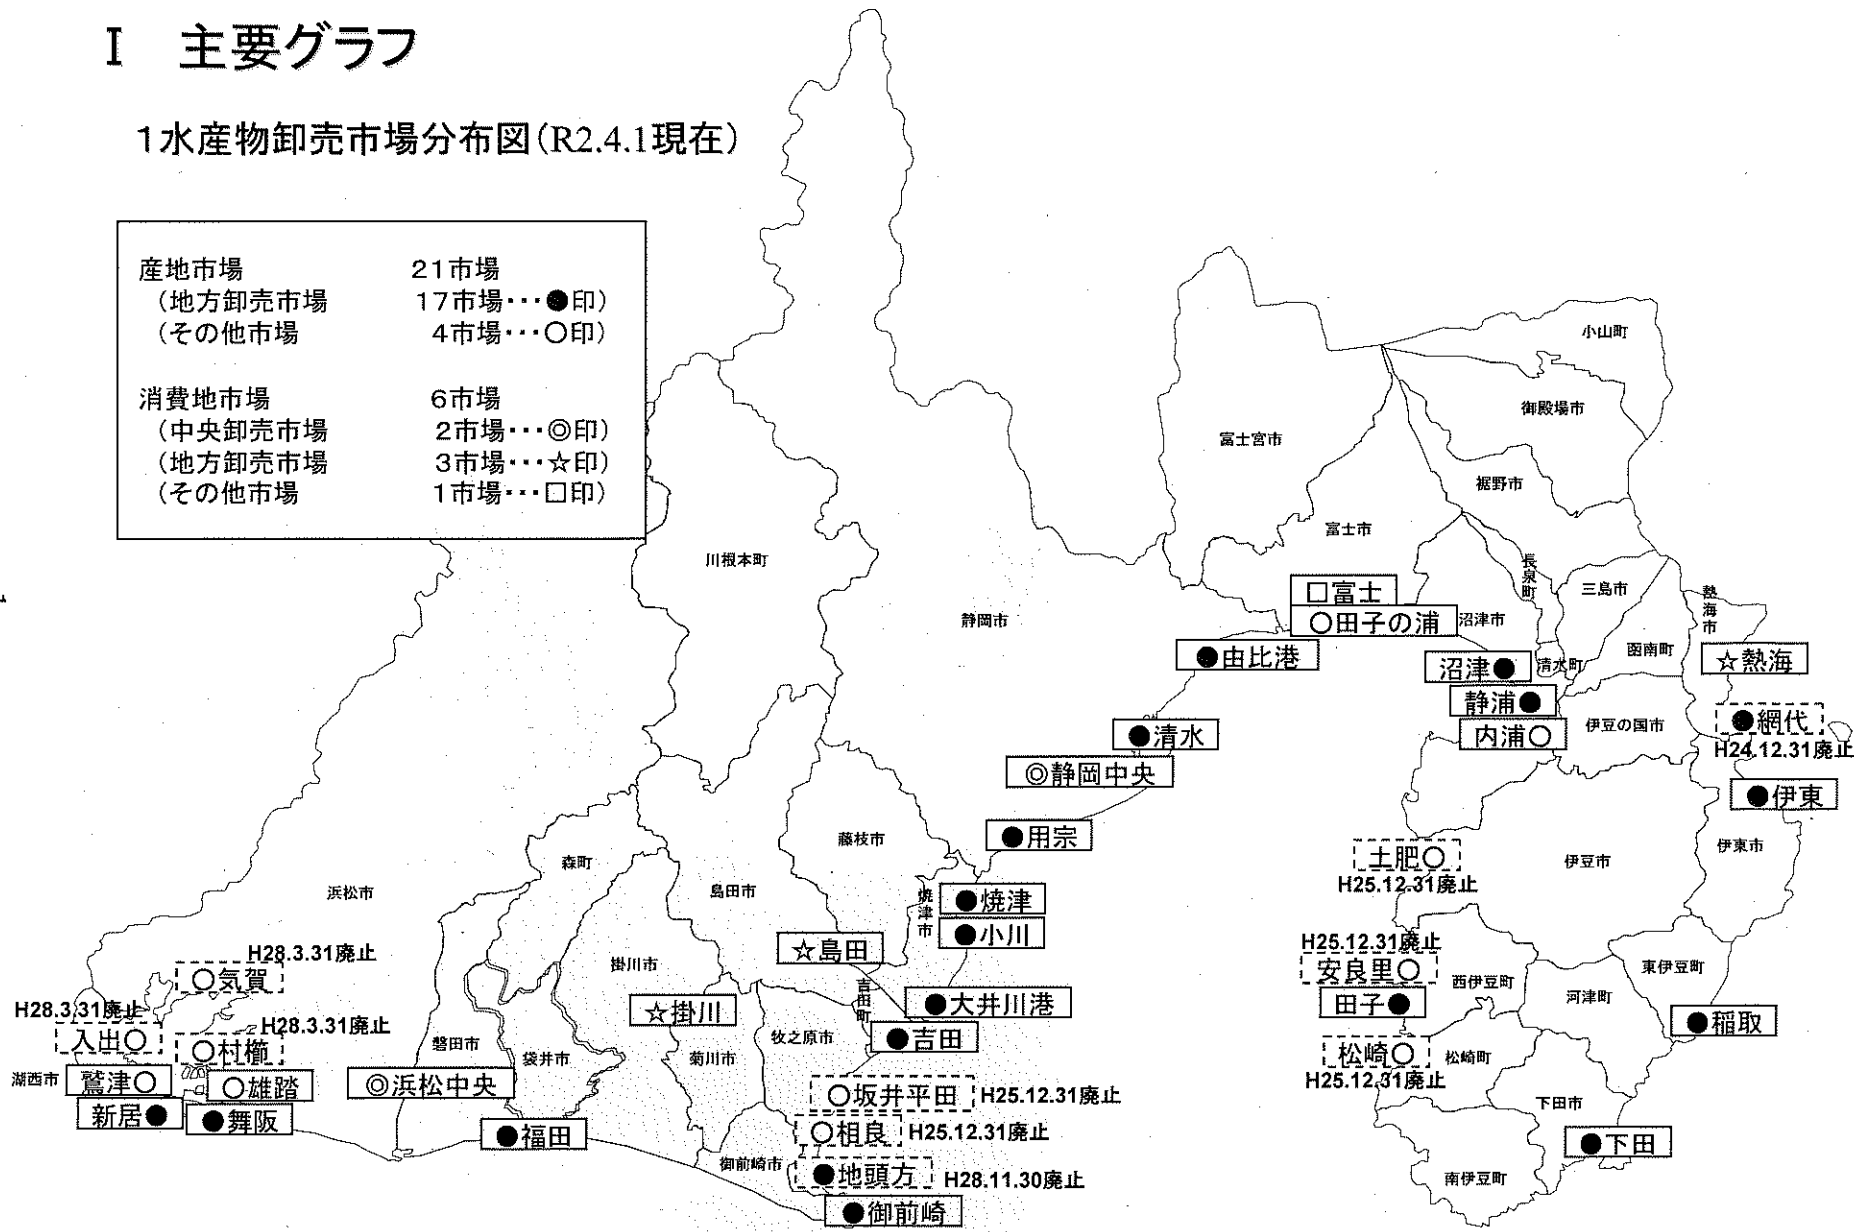 I 主要グラフ
1水産物卸売市場分布図(R2.4.1現在)
産地市場 21市場
(地方卸売市場 17市場･･･●印)
(その他市場 4市場･･･○印)
消費地市場 6市場
(中央卸売市場 2市場･･･◎印)
(地方卸売市場 3市場･･･☆印)
(その他市場 1市場･･･□印)
小山町
御殿場市
富士宮市
裾野市
富士市
川根本町
長泉町
三島市
熱海市
□富士
○田子の浦
沼津市
静岡市
函南町
●由比港
沼津●
清水町
☆熱海
静浦●
伊豆の国市
●網代
H24.12.31廃止
●清水
内浦○
◎静岡中央
●伊東
●用宗
藤枝市
伊東市
土肥○
H25.12.31廃止
伊豆市
森町
浜松市
島田市
焼津市
●焼津
●小川
☆島田
H28.3.31廃止
○気賀
掛川市
H25.12.31廃止
安良里○
西伊豆町
東伊豆町
田子●
河津町
吉田町
●大井川港
☆掛川
H28.3.31廃止
入出○
H28.3.31廃止
○村櫛
磐田市
袋井市
菊川市
牧之原市
●吉田
●稲取
松崎○
H25.12.31廃止
松崎町
湖西市
鷲津○
○雄踏
◎浜松中央
○坂井平田
H25.12.31廃止
下田市
新居●
●舞阪
●福田
○相良
H25.12.31廃止
●下田
御前崎市
●地頭方
H28.11.30廃止
南伊豆町
●御前崎